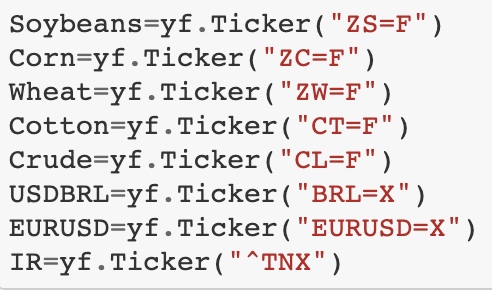 Soybeans=yf.Ticker("ZS=F")
Corn=yf.Ticker("ZC=F")
Wheat=yf.Ticker("ZW=F")
Cotton=yf.Ticker("CT=F")
Crude=yf.Ticker("CL=F")
USDBRL=yf.Ticker("BRL=X")
EURUSD=yf.Ticker("EURUSD=X")
IR=yf.Ticker("^TNX")